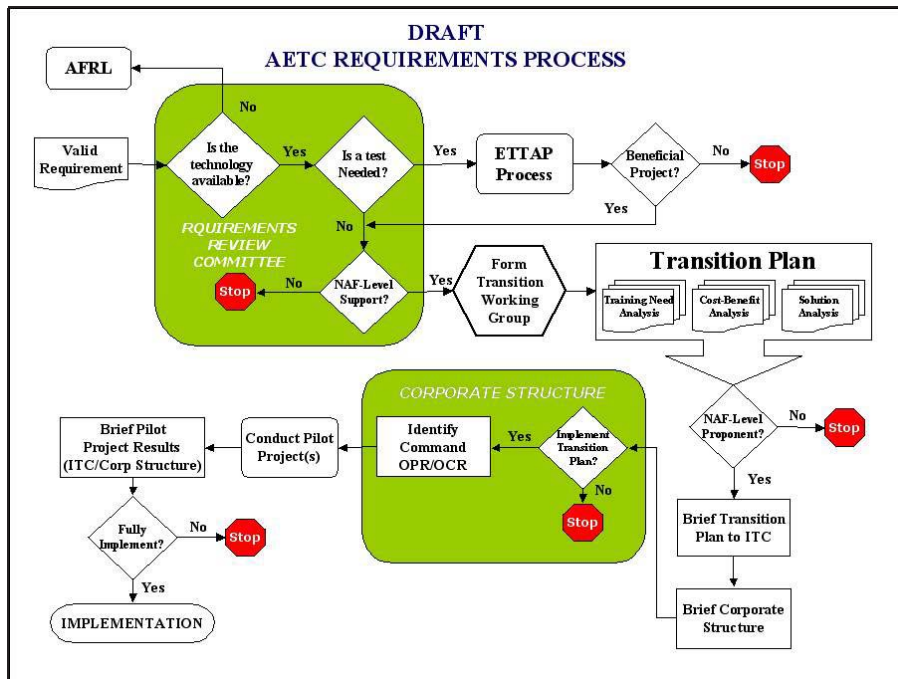 DRAFT
AETC REQUIREMENTS PROCESS
AFRL
No
Valid
Requirement
Is the
technology
available?
Yes
Is a test
Needed?
Yes
ETTAP
Process
Beneficial
Project?
No
Stop
Yes
No
RQUIREMENTS
REVIEW
COMMITTEE
Stop
No
NAF-Level
Support?
Yes
Form
Transition
Working
Group
Transition Plan
Training Need
Analysis
Cost-Benefit
Analysis
Solution
Analysis
NAF-Level
Proponent?
No
Stop
Yes
Brief Transition
Plan to ITC
Brief Corporate
Structure
CORPORATE STRUCTURE
Implement
Transition
Plan?
No
Stop
Yes
Identify
Command
OPR/OCR
Conduct Pilot
Project(s)
Brief Pilot
Project Results
(ITC/Corp Structure)
Fully
Implement?
No
Stop
Yes
IMPLEMENTATION